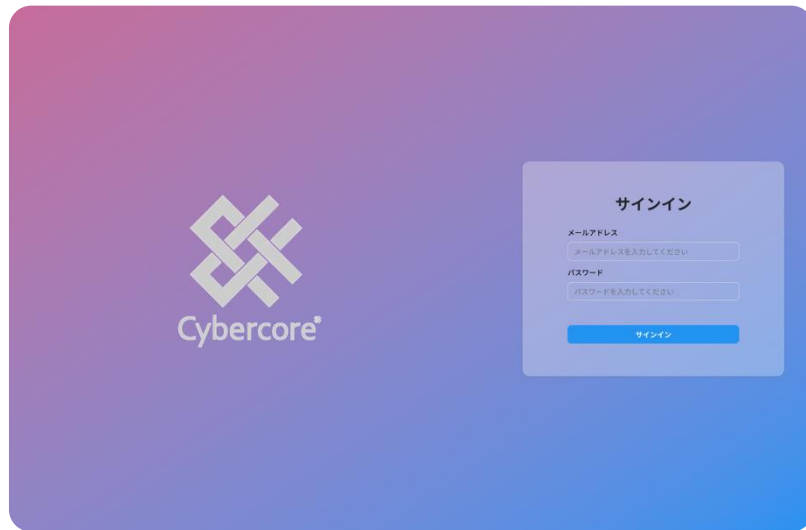 Cybercore
サインイン
メールアドレス
メールアドレスを入力してください
パスワード
パスワードを入力してください
サインイン